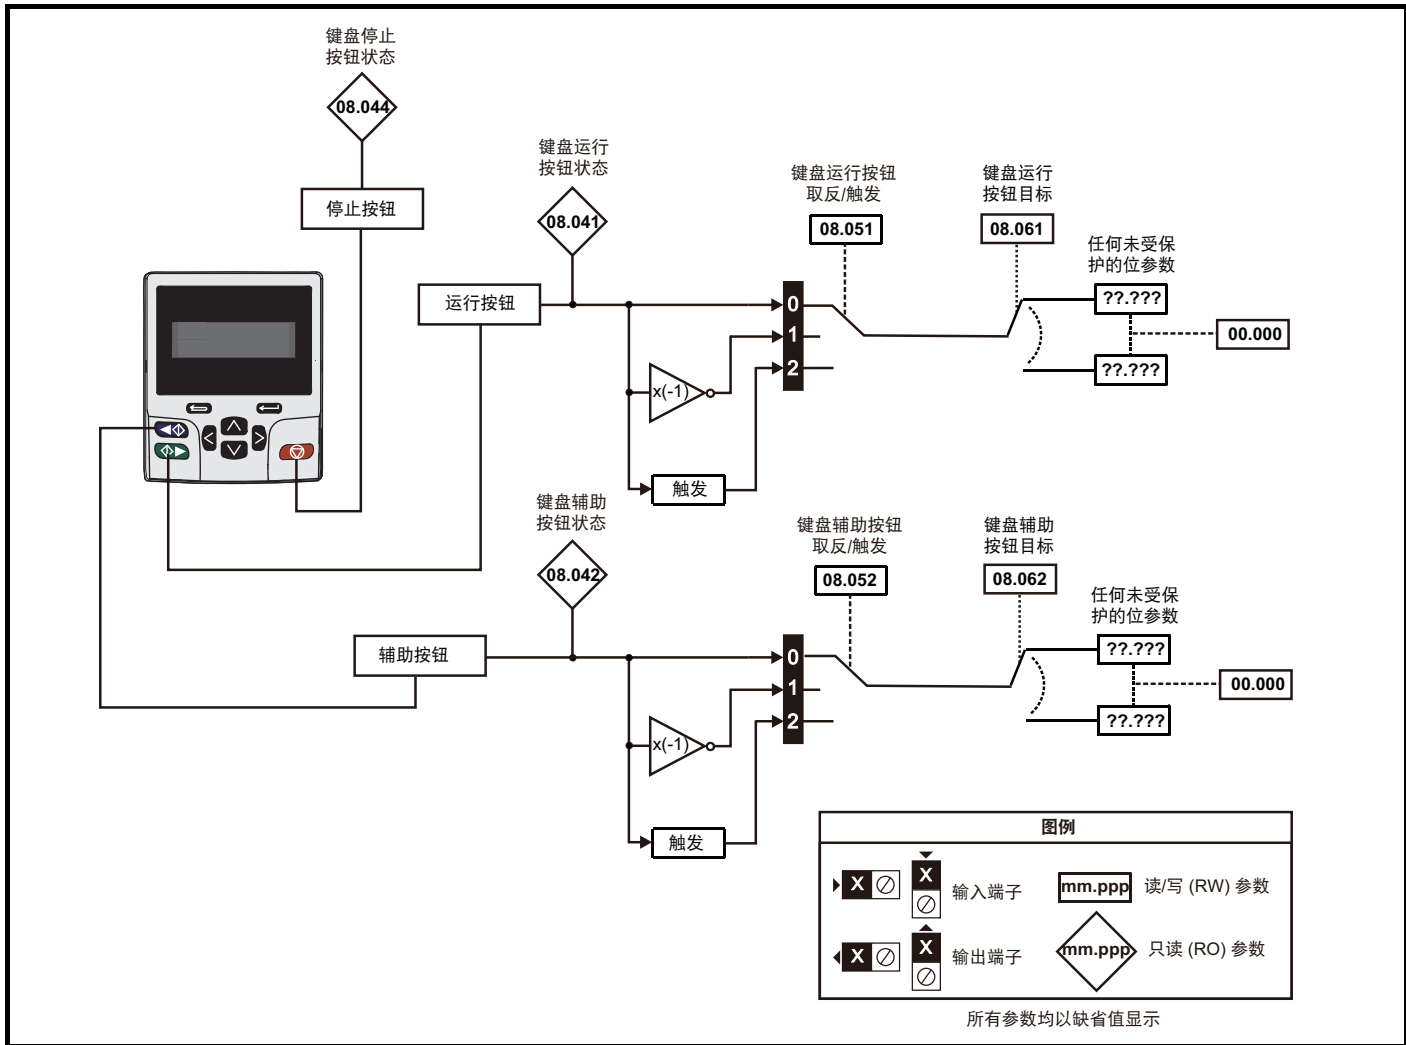 键盘停止
按钮状态
08.044
停止按钮
键盘运行
按钮状态
08.041
运行按钮
键盘运行按钮
取反/触发
08.051
键盘运行
按钮目标
08.061
任何未受保
护的位参数
??.???
??.???
00.000
0
1
2
x(-1)
触发
键盘辅助
按钮状态
08.042
辅助按钮
键盘辅助按钮
取反/触发
08.052
键盘辅助
按钮目标
08.062
任何未受保
护的位参数
??.???
??.???
00.000
0
1
2
x(-1)
触发
图例
X
X
输入端子
mm.ppp
读/写 (RW) 参数
X
X
输出端子
mm.ppp
只读 (RO) 参数
所有参数均以缺省值显示